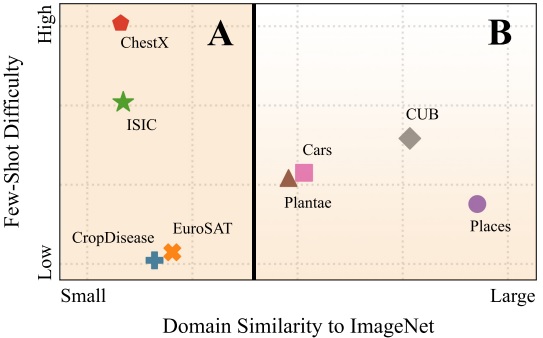 High
Few-Shot Difficulty
Low
A
B
ChestX
ISIC
CUB
Cars
Plantae
Places
EuroSAT
CropDisease
Small
Large
Domain Similarity to ImageNet